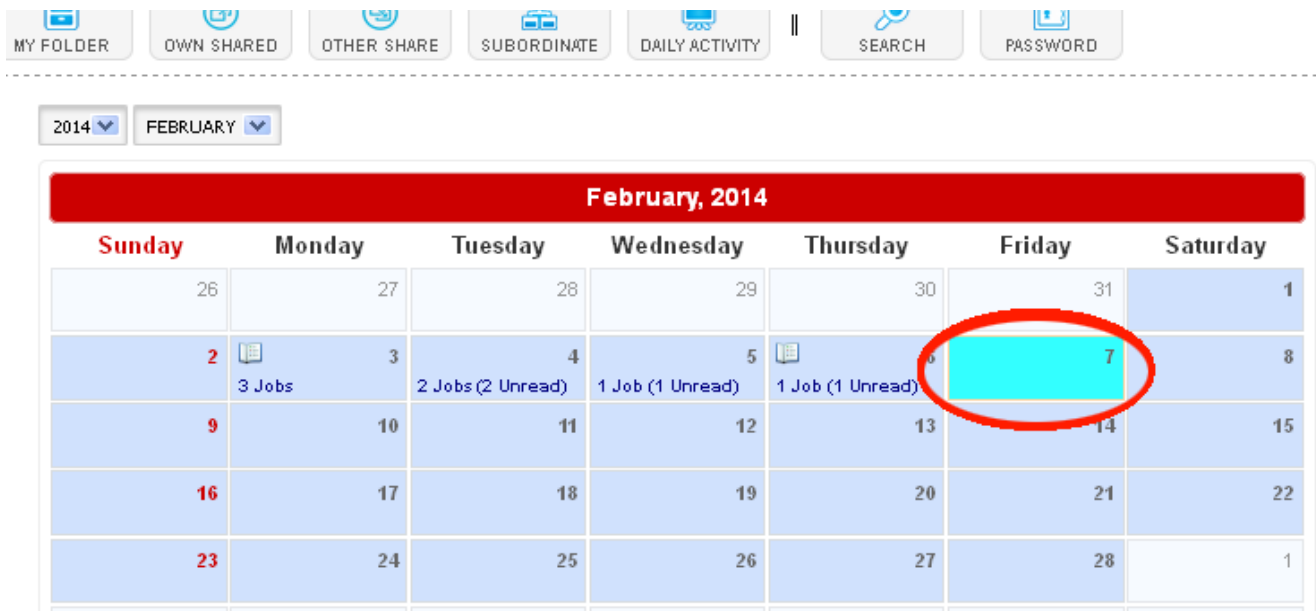 MY FOLDER OWN SHARED OTHER SHARE SUBORDINATE DAILY ACTIVITY || SEARCH PASSWORD
2014 FEBRUARY
February, 2014
Sunday Monday Tuesday Wednesday Thursday Friday Saturday
26 27 28 29 30 31 1
2 3 4 5 6 7 8
3 Jobs 2 Jobs (2 Unread) 1 Job (1 Unread) 1 Job (1 Unread)
9 10 11 12 13 14 15
16 17 18 19 20 21 22
23 24 25 26 27 28 1